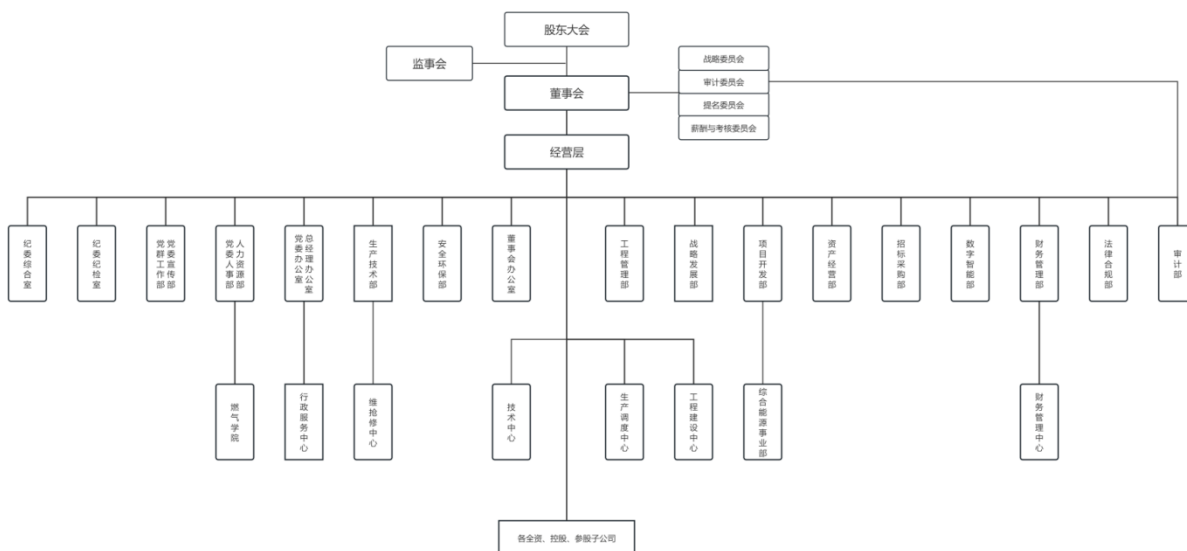 股东大会
监事会
董事会
战略委员会
审计委员会
提名委员会
薪酬与考核委员会
经营层
纪委综合室
纪委纪检室
党委宣传部
党群工作部
人力资源部
党委人事部
总经理办公室
党委办公室
生产技术部
安全环保部
董事会办公室
工程管理部
战略发展部
项目开发部
资产经营部
招标采购部
数字智能部
财务管理部
法律合规部
审计部
燃气学院
行政服务中心
维抢修中心
技术中心
生产调度中心
工程建设中心
综合能源事业部
财务管理中心
各全资、控股、参股子公司